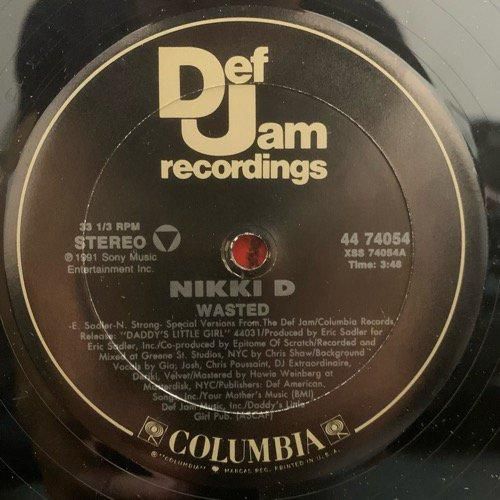 Def
Jam
recordings
33 1/3 RPM
STEREO
℗1991 Sony Music
Entertainment Inc.
44 74054
XSS 74054A
Time: 3:48
NIKKI D
WASTED
-E. Sadler-N. Strong- Special Versions From The Def Jam/Columbia Records
Release: "DADDY'S LITTLE GIRL" 44031/Produced by Eric Sadler for
Eric Sadler, Inc./Co-produced by Epitome Of Scratch/Recorded and
Mixed at Greene St. Studios, NYC by Chris Shaw/Background
Vocals by Gia, Josh, Chris Poussaint, DJ Extraordinaire,
Velvet/Mastered by Howie Weinberg at
Masterdisk, NYC/Publishers: Def American
Songs, Inc./Your Mother's Music (BMI)
Def Jam Music, Inc./Daddy's Little
Girl Pub. (ASCAP)
COLUMBIA
"COLUMBIA" MARCAS REG. PRINTED IN U.S.A.